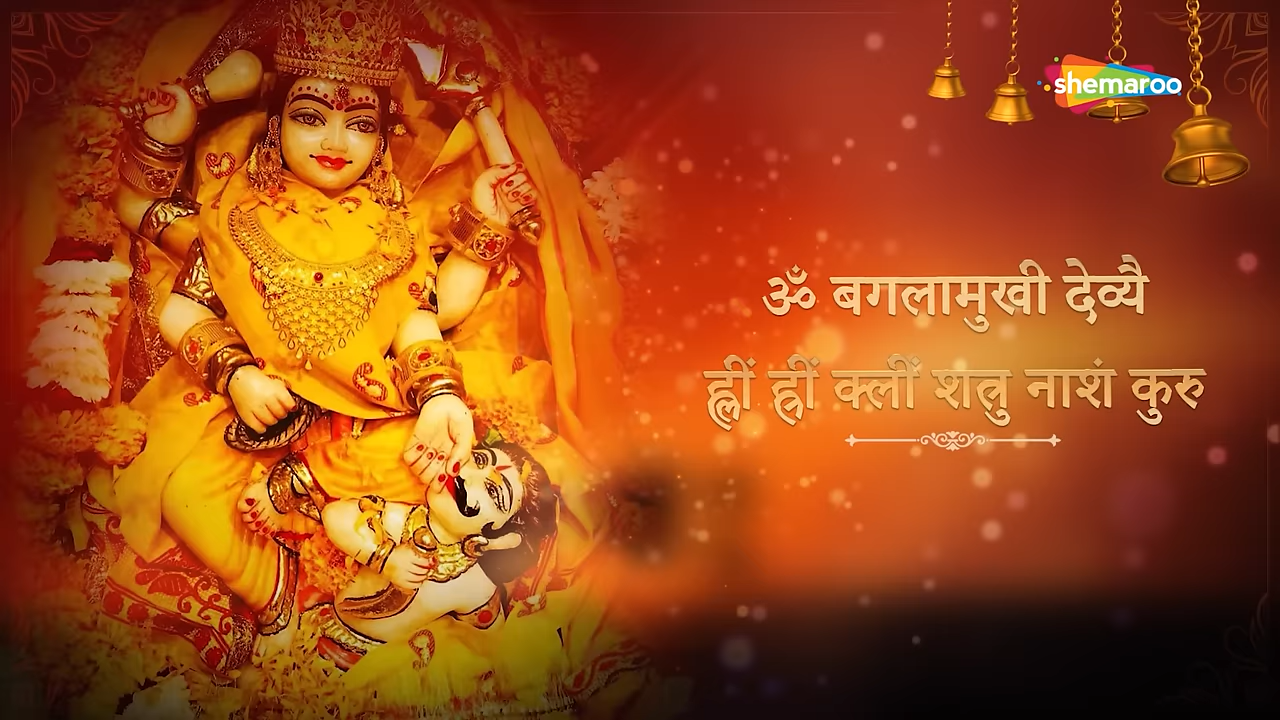 shemaroo
ॐ बगलामुखी देव्यै
ह्लीं ह्रीं क्लीं शत्रु नाशं कुरु